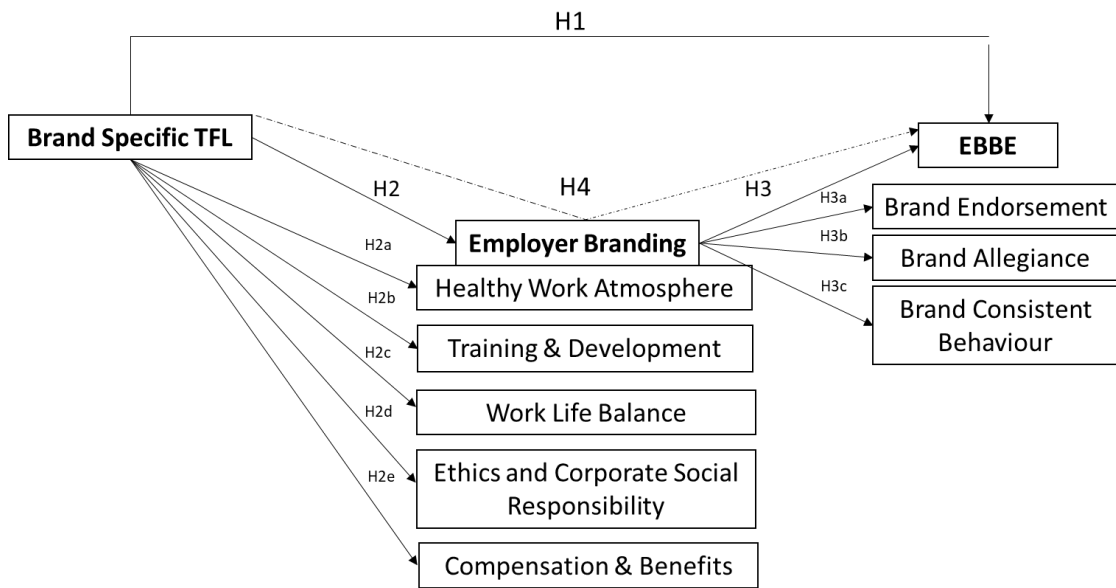 H1
Brand Specific TFL
EBBE
H2
H4
H3
H3a
Brand Endorsement
H3b
Brand Allegiance
H3c
Brand Consistent
Behaviour
Employer Branding
H2a
Healthy Work Atmosphere
H2b
Training & Development
H2c
Work Life Balance
H2d
Ethics and Corporate Social
Responsibility
H2e
Compensation & Benefits